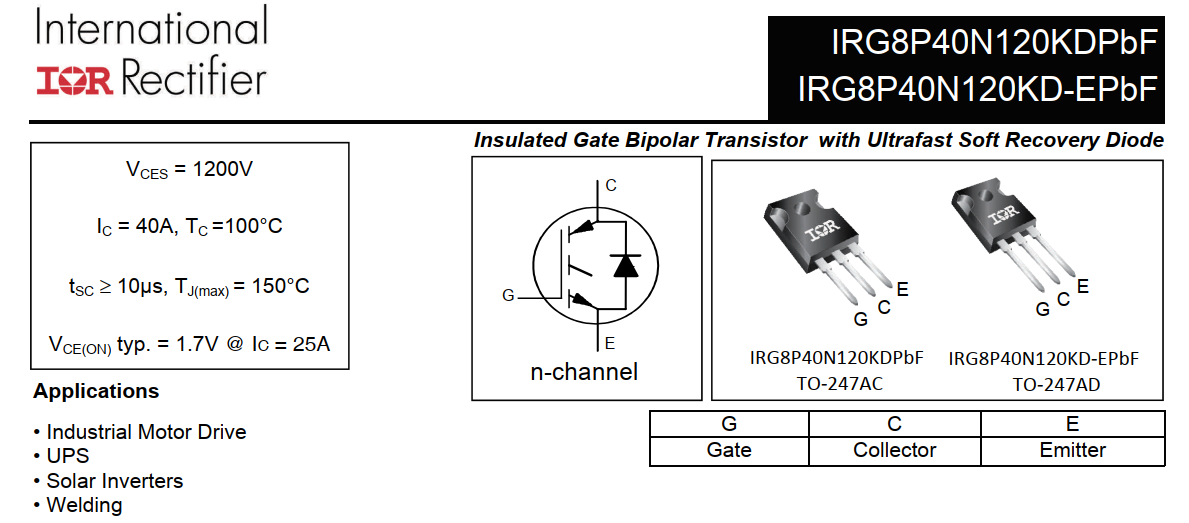 International
IOR Rectifier
IRG8P40N120KDPbF
IRG8P40N120KD-EPbF
Insulated Gate Bipolar Transistor with Ultrafast Soft Recovery Diode
VCES = 1200V
IC = 40A, TC =100°C
tSC ≥ 10µs, TJ(max) = 150°C
VCE(ON) typ. = 1.7V @ IC = 25A
C
G
E
n-channel
IOR
G
C
E
IRG8P40N120KDPbF
TO-247AC
IOR
G
C
E
IRG8P40N120KD-EPbF
TO-247AD
Applications
• Industrial Motor Drive
• UPS
• Solar Inverters
• Welding
G C E
Gate Collector Emitter